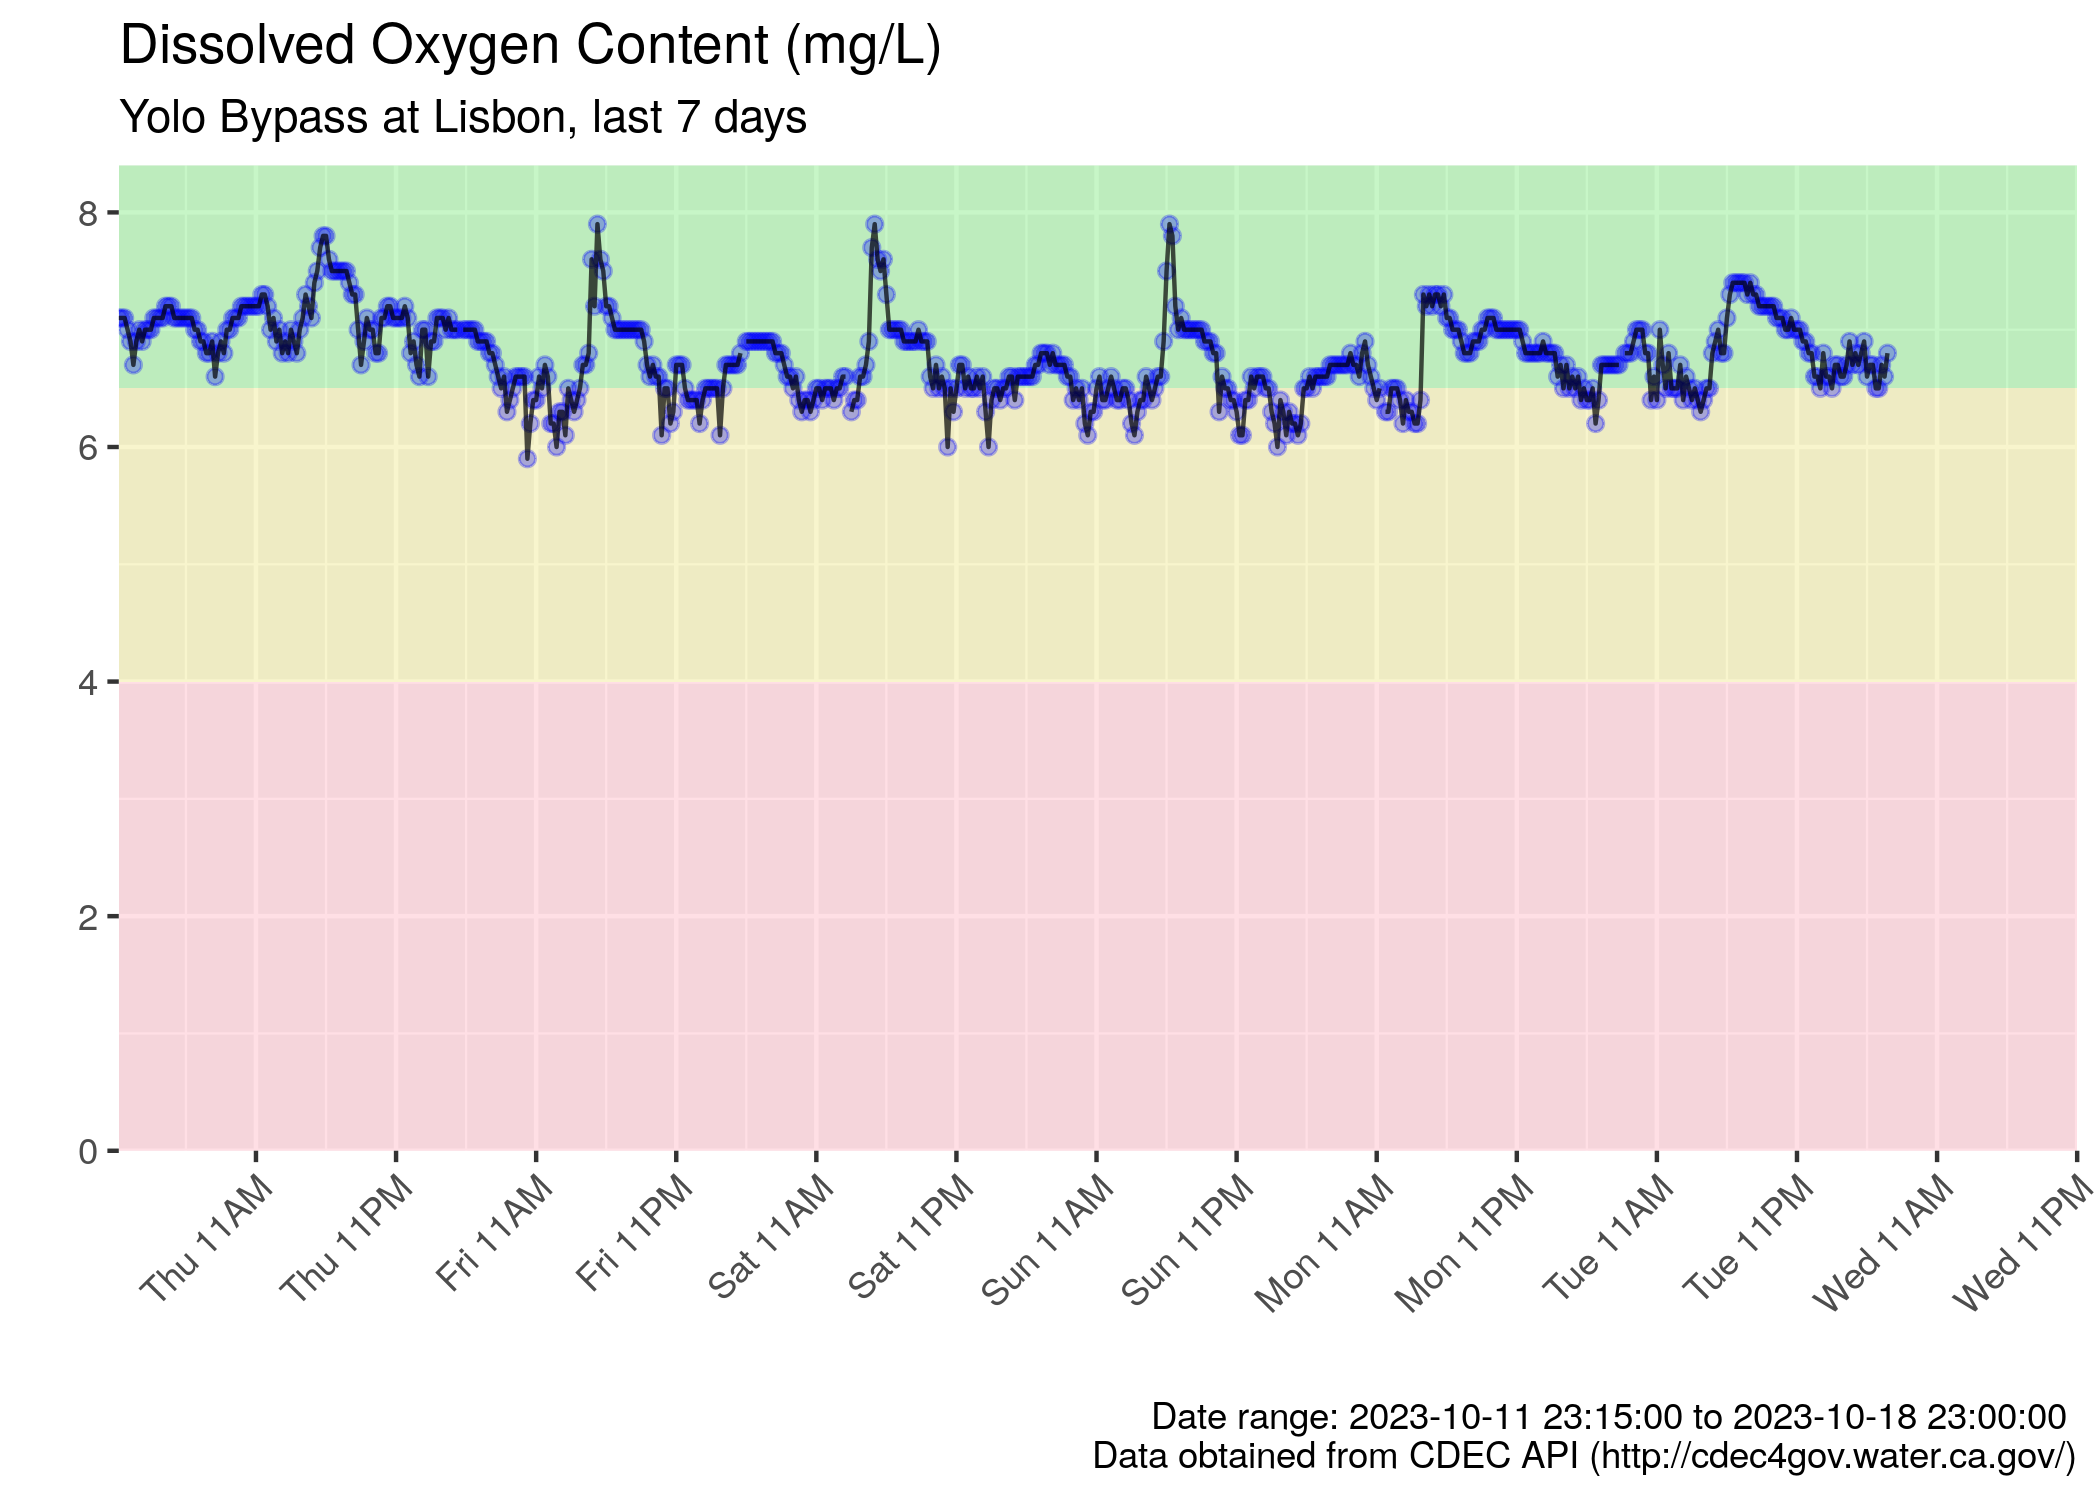 Dissolved Oxygen Content (mg/L)
Yolo Bypass at Lisbon, last 7 days
8
6
4
2
0
Thu 11AM
Thu 11PM
Fri 11AM
Fri 11PM
Sat 11AM
Sat 11PM
Sun 11AM
Sun 11PM
Mon 11AM
Mon 11PM
Tue 11AM
Tue 11PM
Wed 11AM
Wed 11PM
Date range: 2023-10-11 23:15:00 to 2023-10-18 23:00:00
Data obtained from CDEC API (http://cdec4gov.water.ca.gov/)